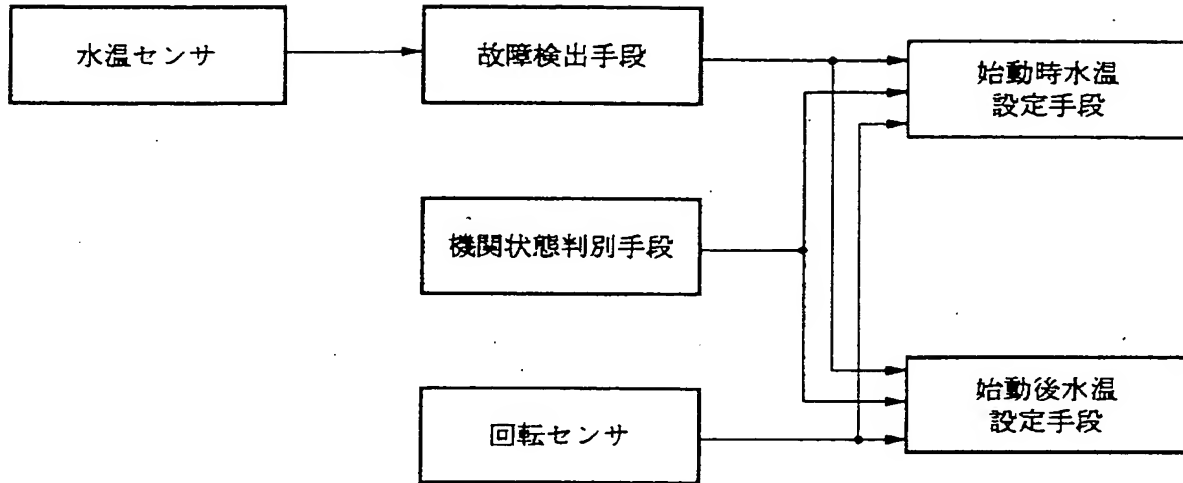 水温センサ
故障検出手段
始動時水温
設定手段
機関状態判別手段
始動後水温
設定手段
回転センサ